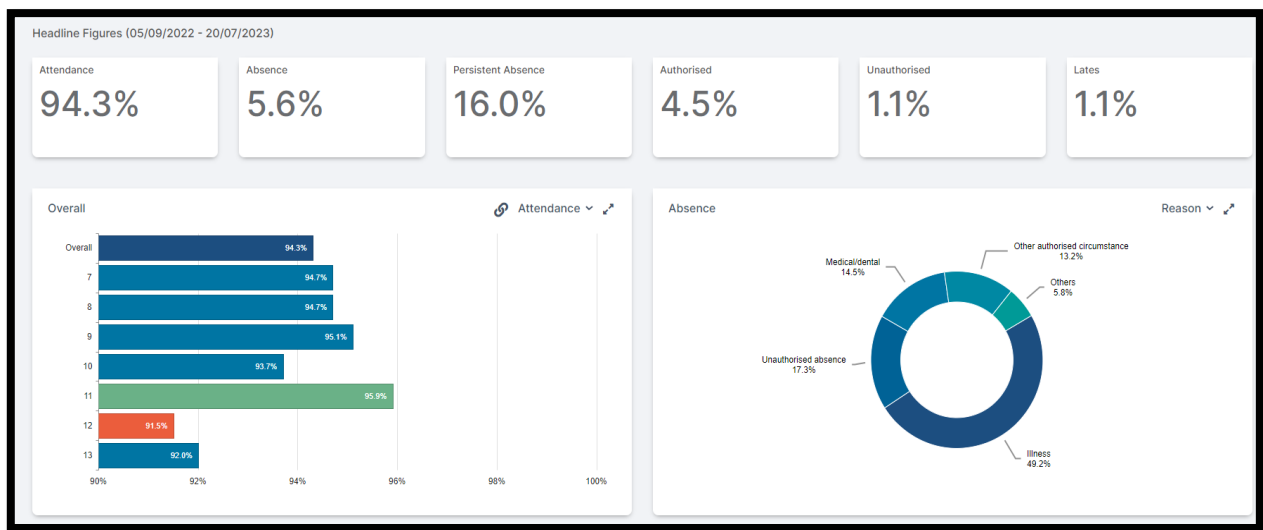 Headline Figures (05/09/2022 - 20/07/2023)
Attendance
94.3%
Absence
5.6%
Persistent Absence
16.0%
Authorised
4.5%
Unauthorised
1.1%
Lates
1.1%
Overall
Attendance
Overall
94.3%
7
94.7%
8
94.7%
9
95.1%
10
93.7%
11
95.9%
12
91.5%
13
92.0%
90%
92%
94%
96%
98%
100%
Absence
Reason
Other authorised circumstance
13.2%
Medical/dental
14.5%
Others
5.8%
Unauthorised absence
17.3%
Illness
49.2%